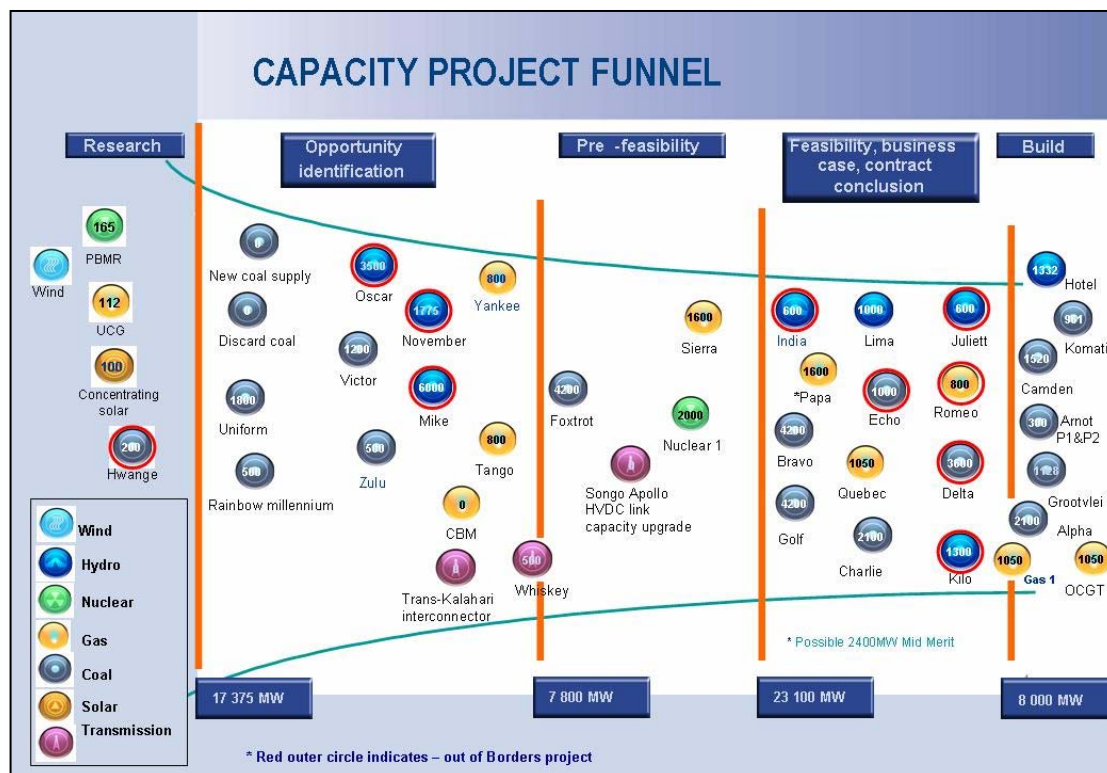 CAPACITY PROJECT FUNNEL
Research
Opportunity
identification
Pre -feasibility
Feasibility, business
case, contract
conclusion
Build
165
PBMR
Wind
112
UCG
100
Concentrating
solar
200
Hwange
0
New coal supply
0
Discard coal
1800
Uniform
500
Rainbow millennium
3500
Oscar
1200
Victor
500
Zulu
1775
November
6000
Mike
800
Yankee
800
Tango
0
CBM
Trans-Kalahari
interconnector
500
Whiskey
4200
Foxtrot
1600
Sierra
2000
Nuclear 1
Songo Apollo
HVDC link
capacity upgrade
600
India
1000
Lima
600
Juliett
1600
*Papa
1000
Echo
800
Romeo
4200
Bravo
1050
Quebec
3600
Delta
4200
Golf
2100
Charlie
1300
Kilo
1332
Hotel
961
Komati
1520
Camden
300
Arnot
P1&P2
1128
Grootvlei
2100
Alpha
1050
Gas 1
1050
OCGT
* Possible 2400MW Mid Merit
Wind
Hydro
Nuclear
Gas
Coal
Solar
Transmission
17 375 MW
7 800 MW
23 100 MW
8 000 MW
* Red outer circle indicates – out of Borders project